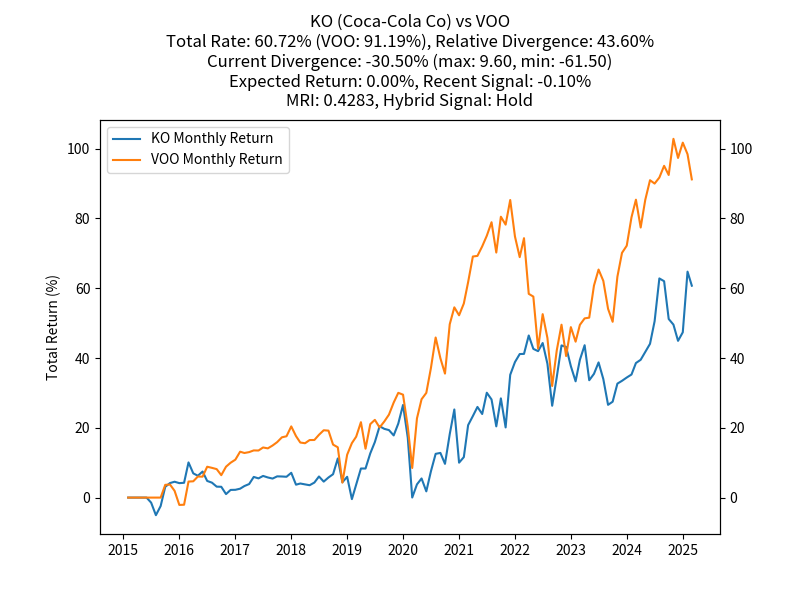 KO (Coca-Cola Co) vs VOO
Total Rate: 60.72% (VOO: 91.19%), Relative Divergence: 43.60%
Current Divergence: -30.50% (max: 9.60, min: -61.50)
Expected Return: 0.00%, Recent Signal: -0.10%
MRI: 0.4283, Hybrid Signal: Hold
KO Monthly Return
VOO Monthly Return
Total Return (%)
100
80
60
40
20
0
100
80
60
40
20
0
2015 2016 2017 2018 2019 2020 2021 2022 2023 2024 2025